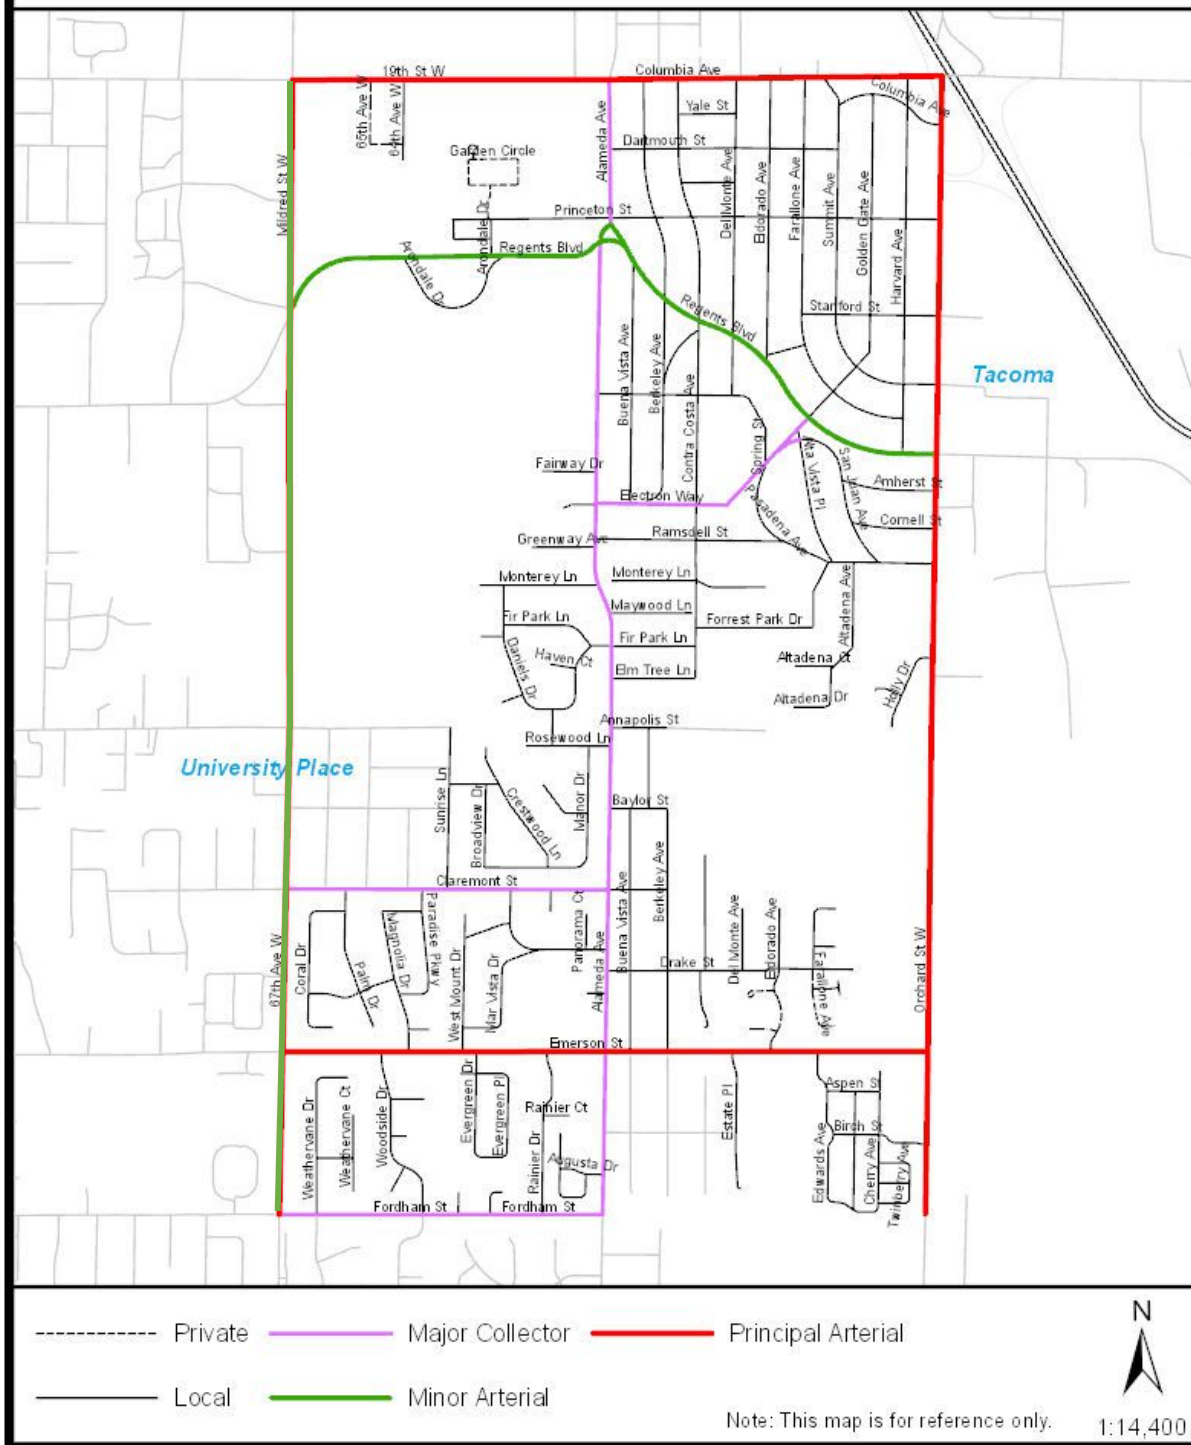 19th St W
Columbia Ave
65th Ave W
64th Ave W
Columbia Ave
Yale St
Alameda Ave
Dartmouth St
Garden Circle
Mildred St W
Del Monte Ave
Eldorado Ave
Farallone Ave
Summit Ave
Golden Gate Ave
Harvard Ave
Princeton St
Arondale Dr
Regents Blvd
Arondale Dr
Regents Blvd
Stanford St
Buena Vista Ave
Berkeley Ave
Contra Costa Ave
Tacoma
Spring St
Alta Vista Pl
San Juan Ave
Fairway Dr
Amherst St
Electron Way
Pasadena Ave
Cornell St
Greenway Ave
Ramsdell St
Monterey Ln
Monterey Ln
Maywood Ln
Altadena Ave
Fir Park Ln
Forrest Park Dr
Fir Park Ln
Daniels Dr
Haven Ct
Elm Tree Ln
Altadena Ct
Holly Dr
Altadena Dr
Annapolis St
Rosewood Ln
University Place
Sunrise Ln
Broadview Dr
Crestwood Ln
Manor Dr
Baylor St
Claremont St
Buena Vista Ave
Berkeley Ave
67th Ave W
Coral Dr
Palm Dr
Magnolia Dr
Paradise Pkwy
West Mount Dr
Mar Vista Dr
Panorama Ct
Alameda Ave
Drake St
Del Monte Ave
Eldorado Ave
Farallone Ave
Orchard St W
Emerson St
Weathervane Dr
Weathervane Ct
Woodside Dr
Evergreen Dr
Evergreen Pl
Rainier Ct
Rainier Dr
Augusta Dr
Estate Pl
Aspen St
Birch St
Edwards Ave
Cherry Ave
Twinberry Ave
Fordham St
Fordham St
Private
Major Collector
Principal Arterial
N
Local
Minor Arterial
Note: This map is for reference only.
1:14,400